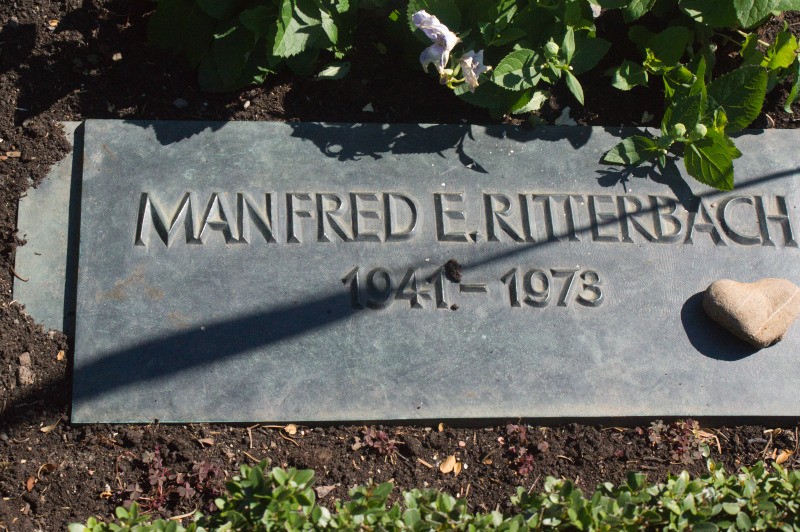 MANFRED E. RITTERBACH
1941 – 1973